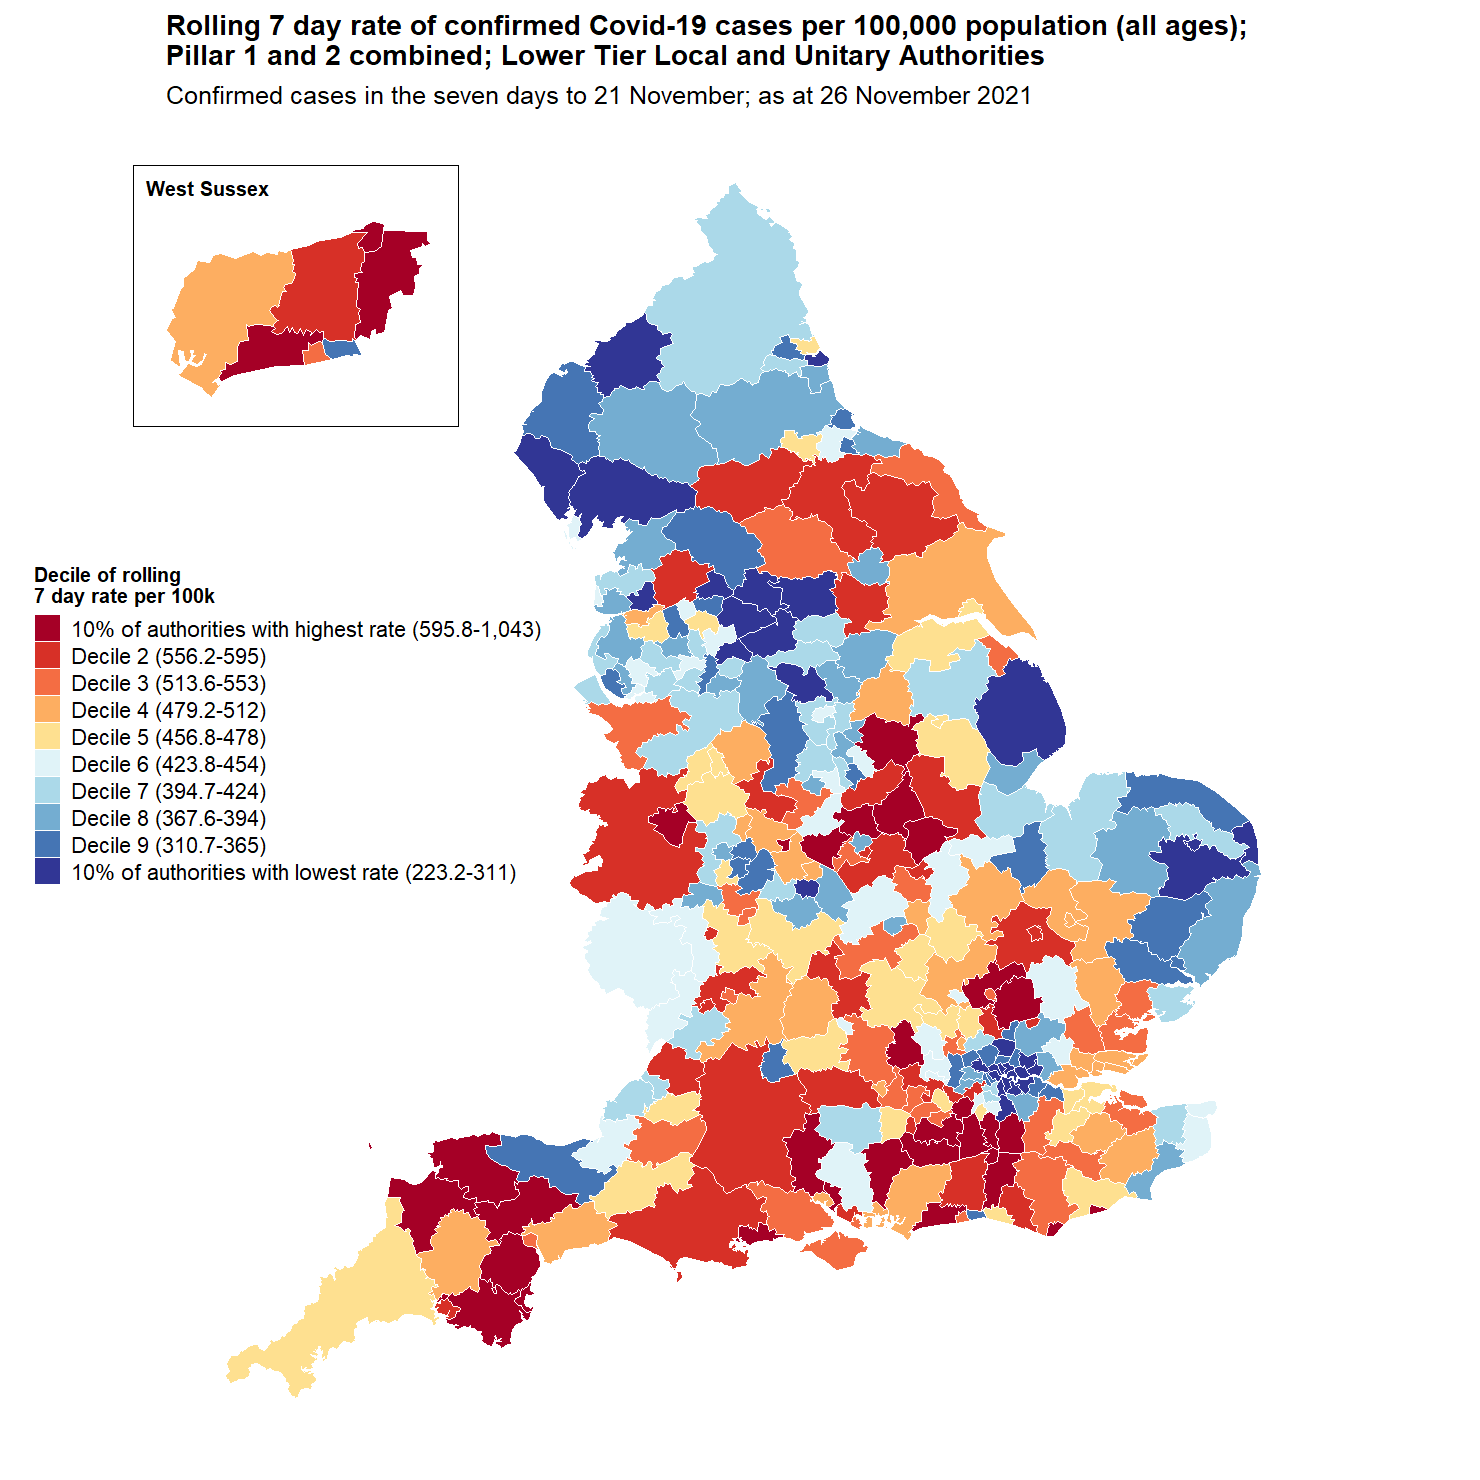 Rolling 7 day rate of confirmed Covid-19 cases per 100,000 population (all ages);
Pillar 1 and 2 combined; Lower Tier Local and Unitary Authorities
Confirmed cases in the seven days to 21 November; as at 26 November 2021
West Sussex
Decile of rolling
7 day rate per 100k
10% of authorities with highest rate (595.8-1,043)
Decile 2 (556.2-595)
Decile 3 (513.6-553)
Decile 4 (479.2-512)
Decile 5 (456.8-478)
Decile 6 (423.8-454)
Decile 7 (394.7-424)
Decile 8 (367.6-394)
Decile 9 (310.7-365)
10% of authorities with lowest rate (223.2-311)